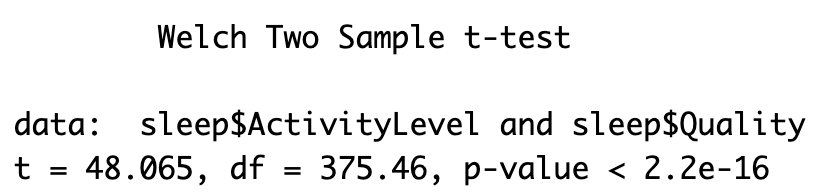 Welch Two Sample t-test
data:  sleep$ActivityLevel and sleep$Quality
t = 48.065, df = 375.46, p-value < 2.2e-16